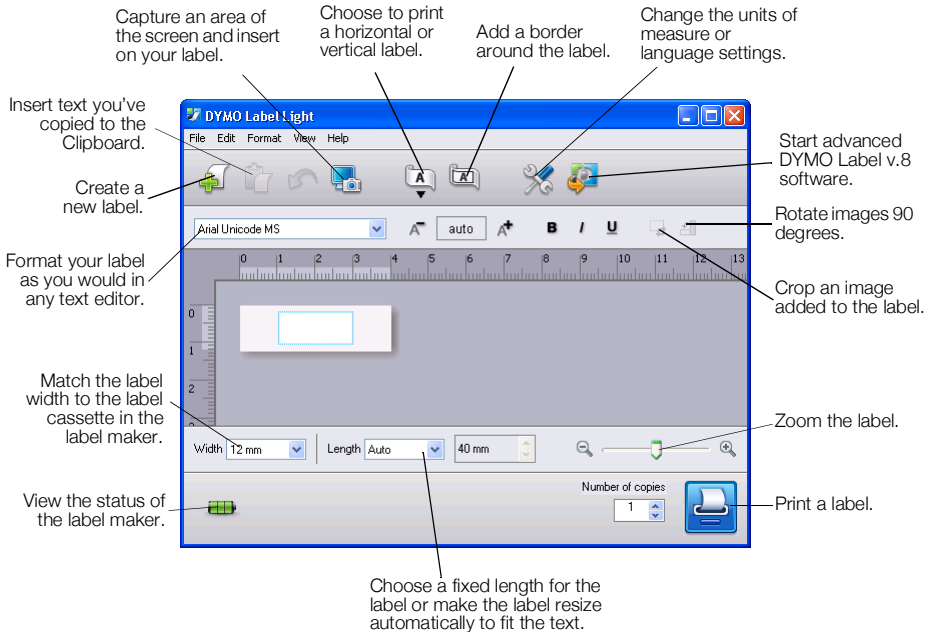 Capture an area of
the screen and insert
on your label.
Choose to print
a horizontal or
vertical label.
Add a border
around the label.
Change the units of
measure or
language settings.
Insert text you've
copied to the
Clipboard.
Create a
new label.
Format your label
as you would in
any text editor.
Match the label
width to the label
cassette in the
label maker.
View the status of
the label maker.
DYMO Label Light
File Edit Format View Help
A A
Arial Unicode MS A auto A B I U
0 1 2 3 4 5 6 7 8 9 10 11 12 13
0
1
2
Width 12 mm Length Auto 40 mm
Number of copies
1
Start advanced
DYMO Label v.8
software.
Rotate images 90
degrees.
Crop an image
added to the label.
Zoom the label.
Print a label.
Choose a fixed length for the
label or make the label resize
automatically to fit the text.